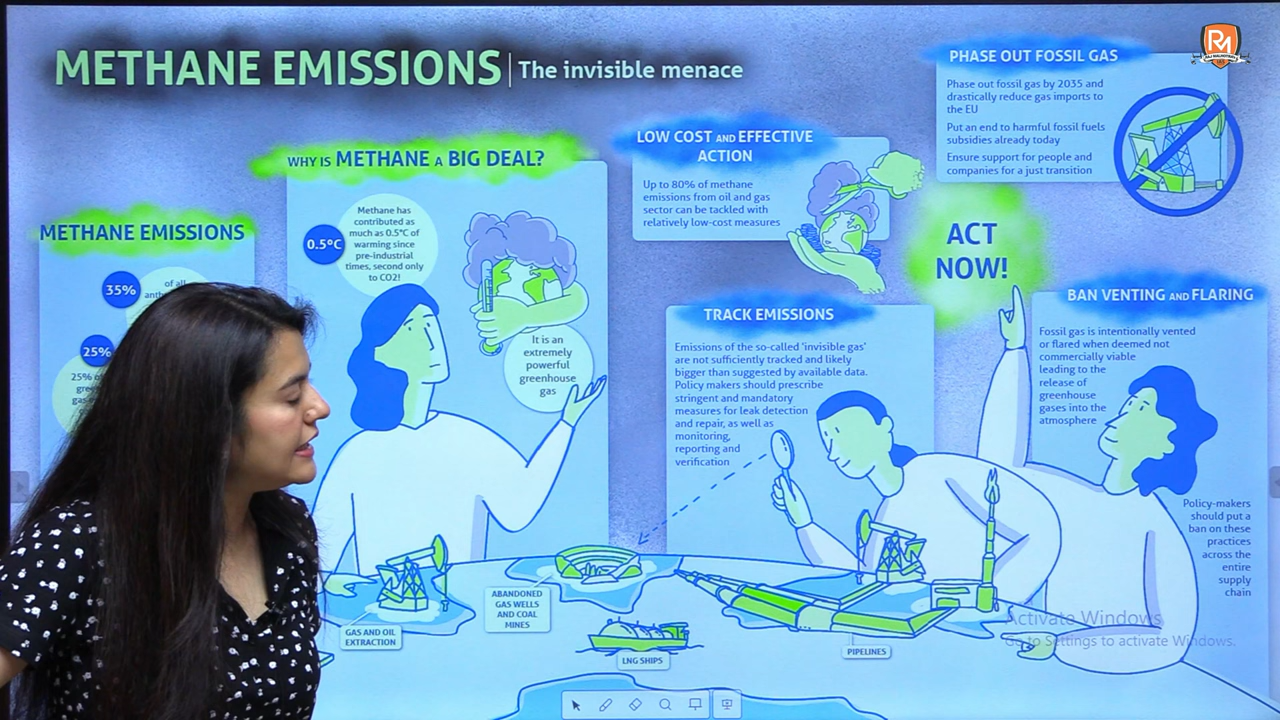 METHANE EMISSIONS | The invisible menace
METHANE EMISSIONS
35%
of all
25%
25%
WHY IS METHANE A BIG DEAL?
0.5ºC
Methane has
contributed as
much as 0.5°C of
warming since
pre-industrial
times, second only
to CO2!
It is an
extremely
powerful
greenhouse
gas
LOW COST AND EFFECTIVE
ACTION
Up to 80% of methane
emissions from oil and gas
sector can be tackled with
relatively low-cost measures
PHASE OUT FOSSIL GAS
Phase out fossil gas by 2035 and
drastically reduce gas imports to
the EU
Put an end to harmful fossil fuels
subsidies already today
Ensure support for people and
companies for a just transition
RM
ACT
NOW!
TRACK EMISSIONS
Emissions of the so-called 'invisible gas'
are not sufficiently tracked and likely
bigger than suggested by available data.
Policy makers should prescribe
stringent and mandatory
measures for leak detection
and repair, as well as
monitoring,
reporting and
verification
BAN VENTING AND FLARING
Fossil gas is intentionally vented
or flared when deemed not
commercially viable
leading to the
release of
greenhouse
gases into the
atmosphere
Policy-makers
should put a
ban on these
practices
across the
entire
supply
chain
GAS AND OIL
EXTRACTION
ABANDONED
GAS WELLS
AND COAL
MINES
LNG SHIPS
PIPELINES
Activate Windows
Go to Settings to activate Windows.